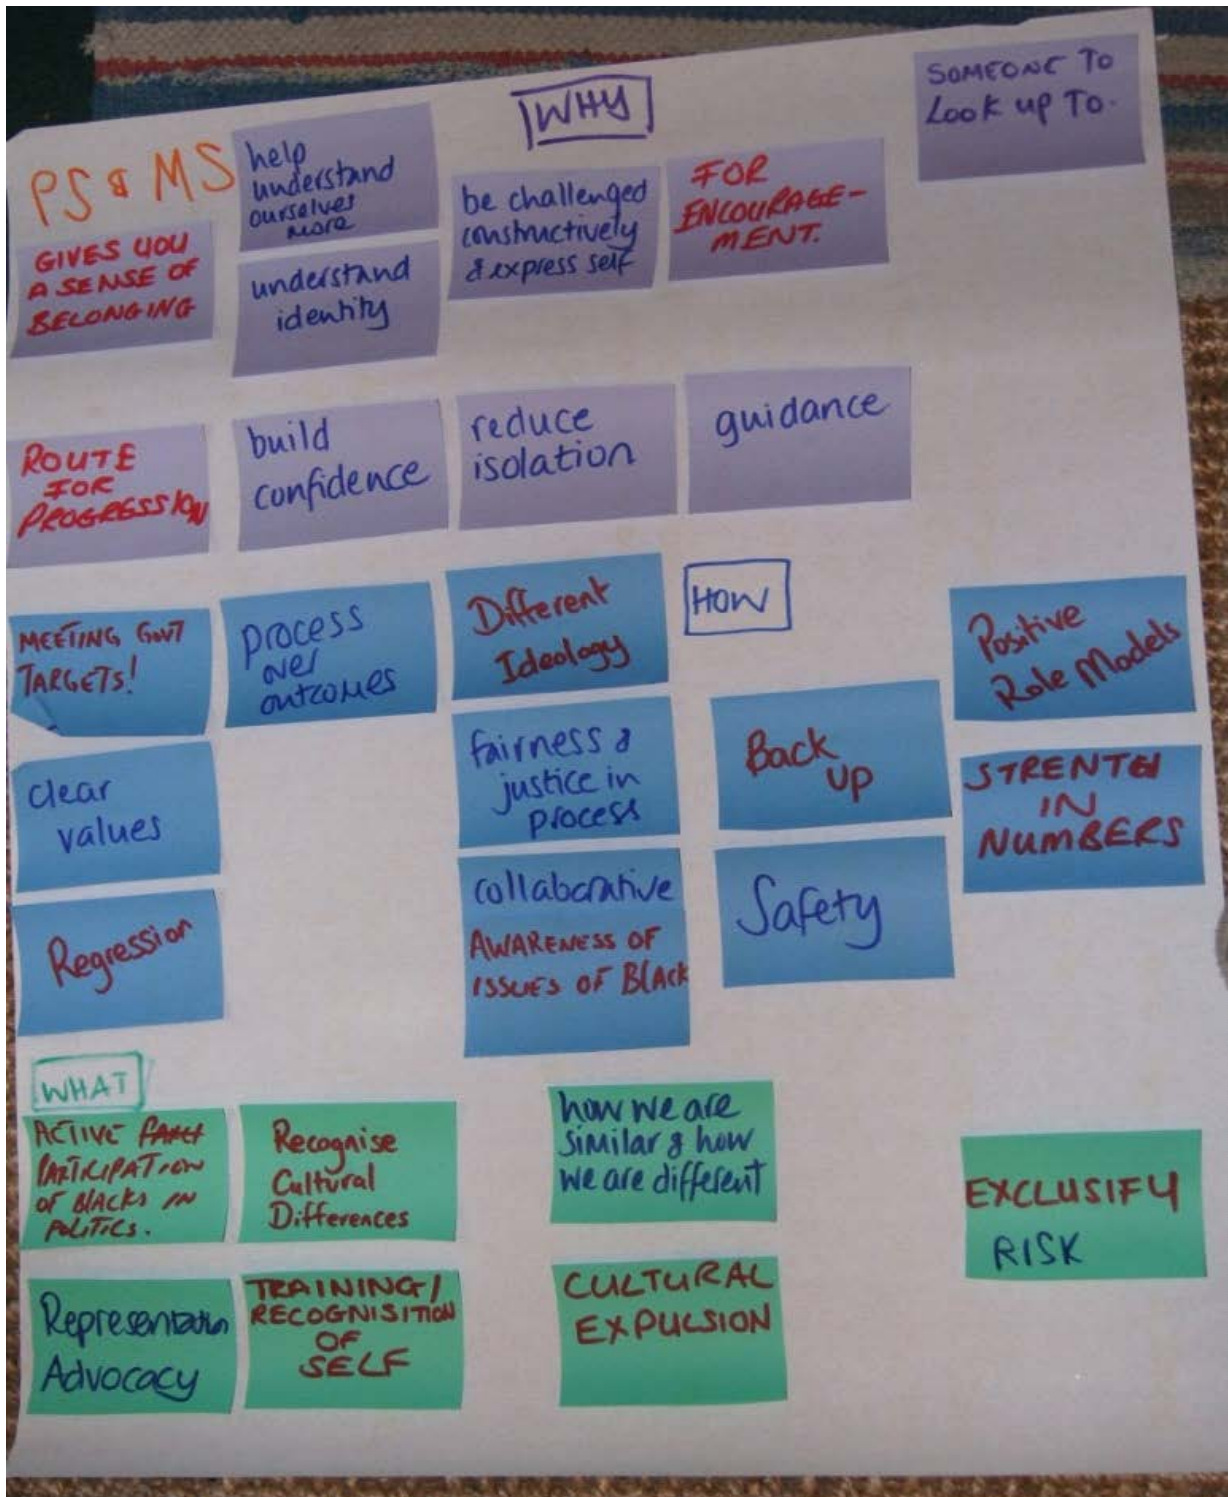 WHY
SOMEONE TO
LOOK UP TO.
PS & MS
help
understand
ourselves
more
be challenged
constructively
& express self
FOR
ENCOURAGE-
MENT.
GIVES YOU
A SENSE OF
BELONGING
understand
identity
ROUTE
FOR
PROGRESSION
build
confidence
reduce
isolation
guidance
HOW
MEETING GOVT
TARGETS!
process
over
outcomes
Different
Ideology
Positive
Role Models
clear
values
fairness &
justice in
process
Back
up
STRENTH
IN
NUMBERS
Regression
collaborative
AWARENESS OF
ISSUES OF BLACK
Safety
WHAT
ACTIVE
PARTICIPATION
OF BLACKS IN
POLITICS.
Recognise
Cultural
Differences
how we are
similar & how
we are different
EXCLUSIFY
RISK
Representation
Advocacy
TRAINING/
RECOGNISITION
OF
SELF
CULTURAL
EXPULSION